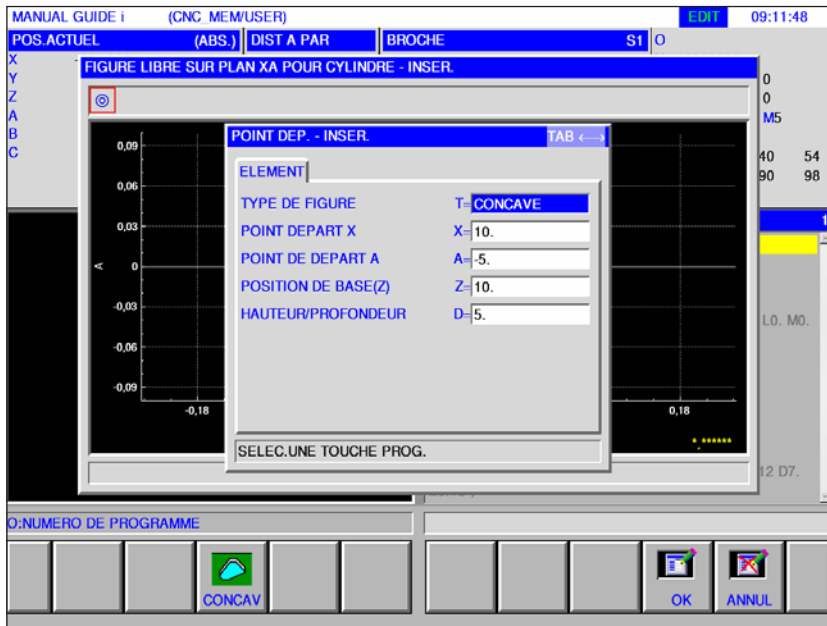 MANUAL GUIDE i (CNC_MEM/USER) EDIT 09:11:48
POS.ACTUEL (ABS.) DIST A PAR BROCHE S1 O
X
Y 0
Z 0
A M5
B
C 40 54
90 98
FIGURE LIBRE SUR PLAN XA POUR CYLINDRE - INSER.
POINT DEP. - INSER. TAB ←→
ELEMENT
TYPE DE FIGURE T= CONCAVE
POINT DEPART X X= 10.
POINT DE DEPART A A= -5.
POSITION DE BASE(Z) Z= 10.
HAUTEUR/PROFONDEUR D= 5.
SELEC.UNE TOUCHE PROG.
0,09
0,06
0,03
A 0
-0,03
-0,06
-0,09
-0,18 0,18
*.******
1
L0. M0.
12 D7.
O:NUMERO DE PROGRAMME
CONCAV OK ANNUL